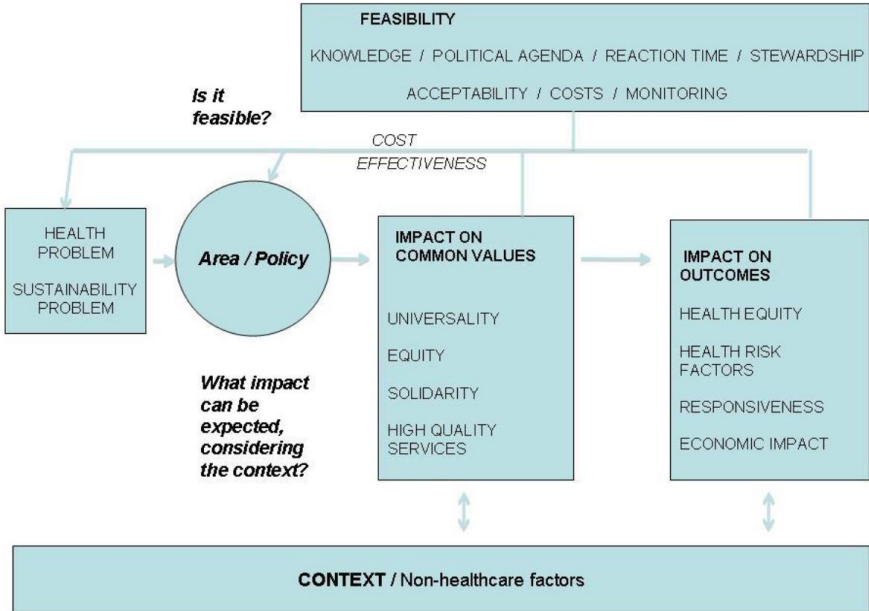 FEASIBILITY
KNOWLEDGE / POLITICAL AGENDA / REACTION TIME / STEWARDSHIP
ACCEPTABILITY / COSTS / MONITORING
Is it
feasible?
COST
EFFECTIVENESS
HEALTH
PROBLEM
SUSTAINABILITY
PROBLEM
Area / Policy
IMPACT ON
COMMON VALUES
UNIVERSALITY
EQUITY
SOLIDARITY
HIGH QUALITY
SERVICES
IMPACT ON
OUTCOMES
HEALTH EQUITY
HEALTH RISK
FACTORS
RESPONSIVENESS
ECONOMIC IMPACT
What impact
can be
expected,
considering
the context?
CONTEXT / Non-healthcare factors